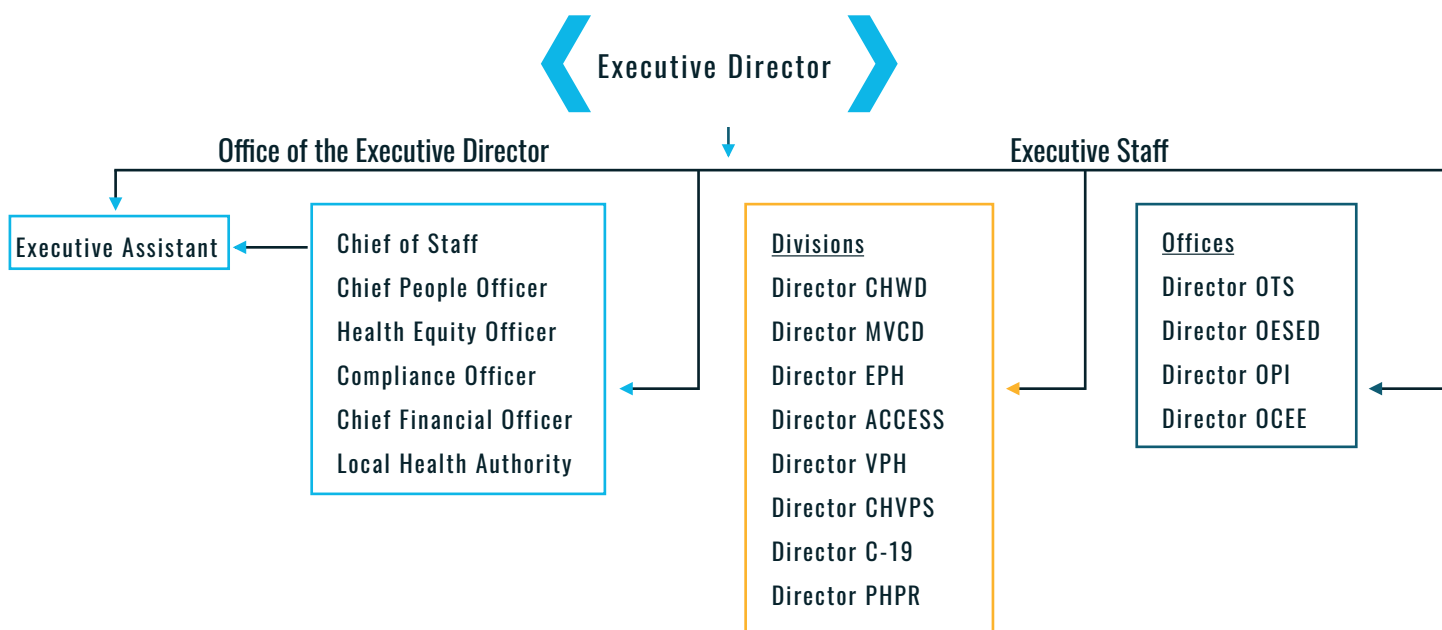 Executive Director
Office of the Executive Director
Executive Staff
Executive Assistant
Chief of Staff
Chief People Officer
Health Equity Officer
Compliance Officer
Chief Financial Officer
Local Health Authority
Divisions
Director CHWD
Director MVCD
Director EPH
Director ACCESS
Director VPH
Director CHVPS
Director C-19
Director PHPR
Offices
Director OTS
Director OESED
Director OPI
Director OCEE